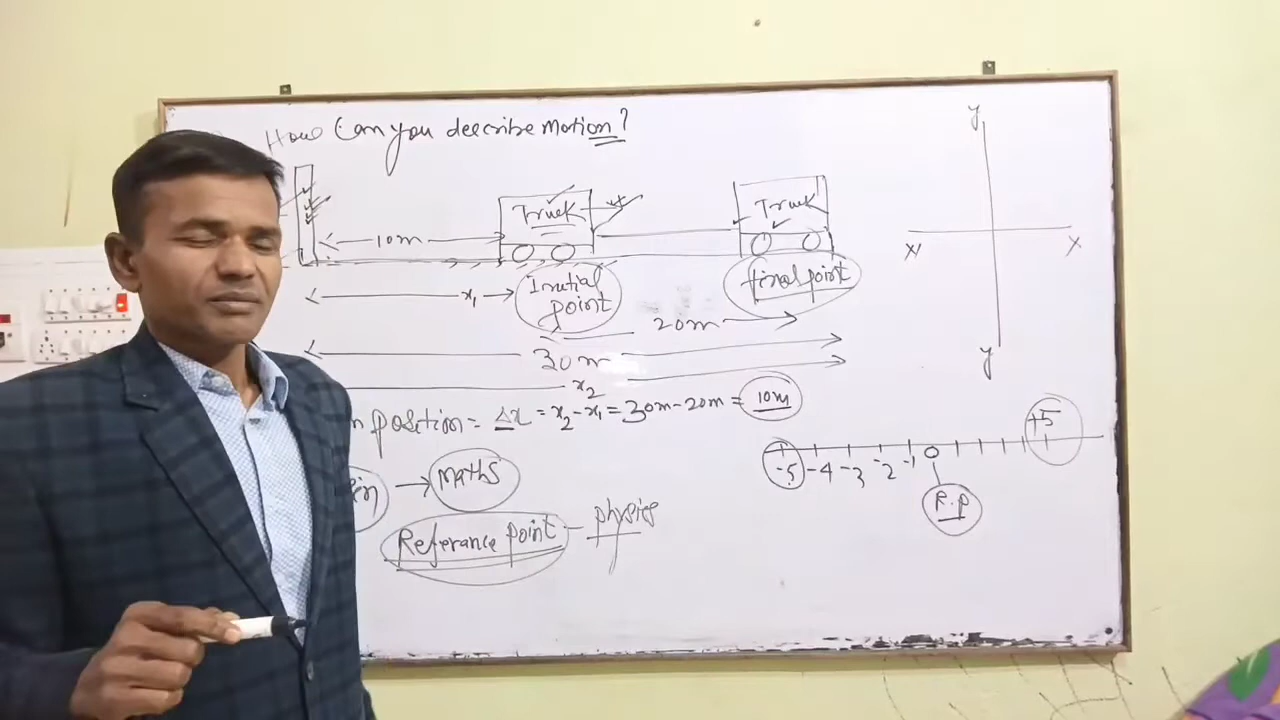 How can you describe motion?
y
Truck
Truck
10m
X' X
x₁ Initial point
final point
20m
30m
y'
x₂
n position = Δx = x₂-x₁ = 30m-20m = 10m
+5
-5 -4 -3 -2 -1 0
→ Maths
R.p
Referance point - physics